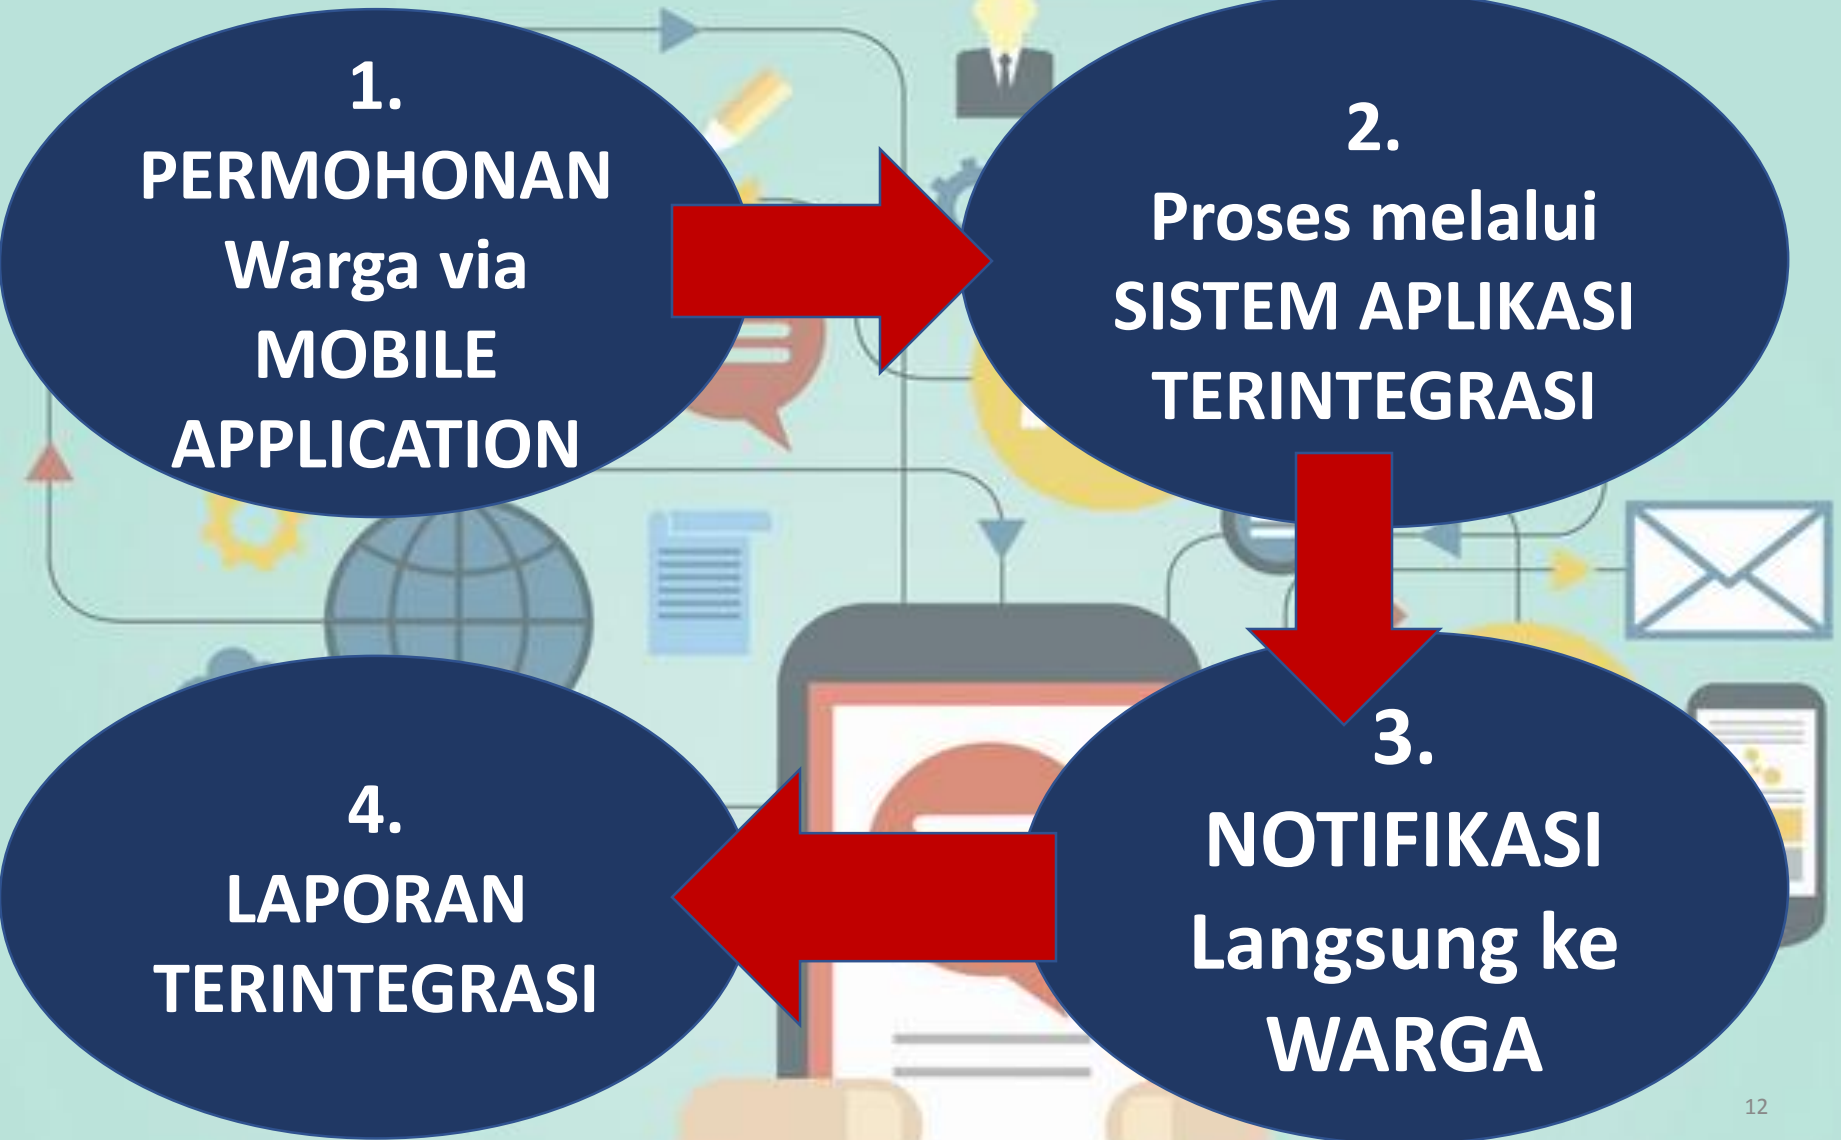 1.
PERMOHONAN
Warga via
MOBILE
APPLICATION
2.
Proses melalui
SISTEM APLIKASI
TERINTEGRASI
3.
NOTIFIKASI
Langsung ke
WARGA
4.
LAPORAN
TERINTEGRASI
12